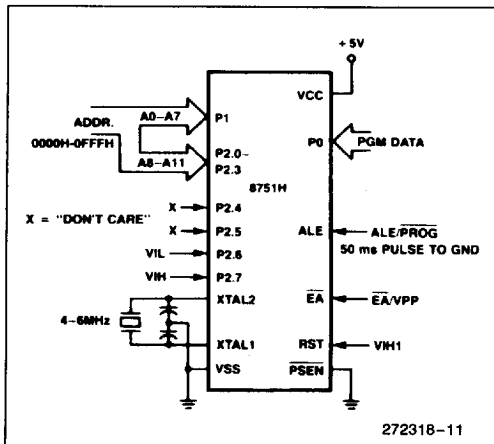 + 5V
VCC
ADDR.
0000H-0FFFH
A0–A7
P1
P0
PGM DATA
A8–A11
P2.0–
P2.3
8751H
X = "DON'T CARE"
X
P2.4
X
P2.5
VIL
P2.6
VIH
P2.7
ALE
ALE/PROG
50 ms PULSE TO GND
XTAL2
EA
EA/VPP
4–6MHz
XTAL1
RST
VIH1
VSS
PSEN
272318–11